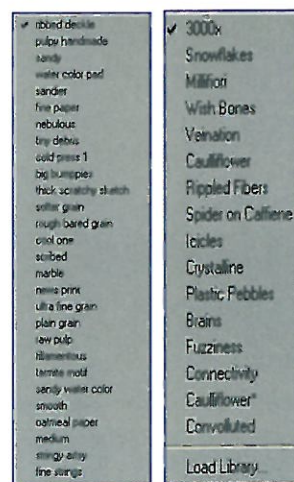 ✔ ribbed deckle
pulpy handmade
sandy
water color pad
sandier
fine paper
nebulous
tiny debris
cold press 1
big bumppies
thick scratchy sketch
softer grain
rough bared grain
cool one
scribed
marble
news print
ultra fine grain
plain grain
raw pulp
filamentous
termite motif
sandy water color
smooth
oatmeal paper
medium
stringy
fine strings
✔ 3000x
Snowflakes
Millifiori
Wish Bones
Veination
Cauliflower
Rippled Fibers
Spider on Caffiene
Icicles
Crystalline
Plastic Pebbles
Brains
Fuzziness
Connectivity
Cauliflower"
Convolluted
Load Library...